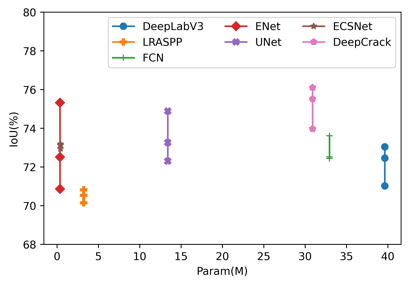 80
78
76
74
72
70
68
IoU(%)
DeepLabV3
LRASPP
FCN
ENet
UNet
ECSNet
DeepCrack
0 5 10 15 20 25 30 35 40
Param(M)